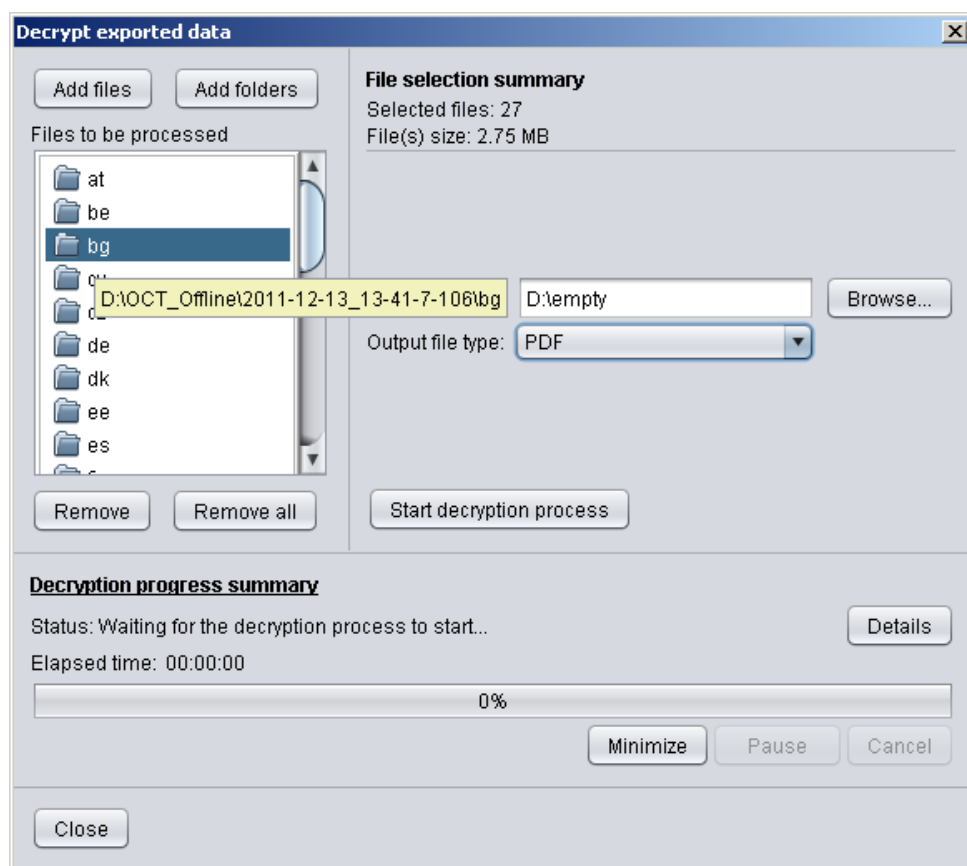 Decrypt exported data
Add files
Add folders
Files to be processed
at
be
bg
D:\OCT_Offline\2011-12-13_13-41-7-106\bg
de
dk
ee
es
Remove
Remove all
File selection summary
Selected files: 27
File(s) size: 2.75 MB
D:\empty
Browse...
Output file type:
PDF
Start decryption process
Decryption progress summary
Status: Waiting for the decryption process to start...
Details
Elapsed time: 00:00:00
0%
Minimize
Pause
Cancel
Close